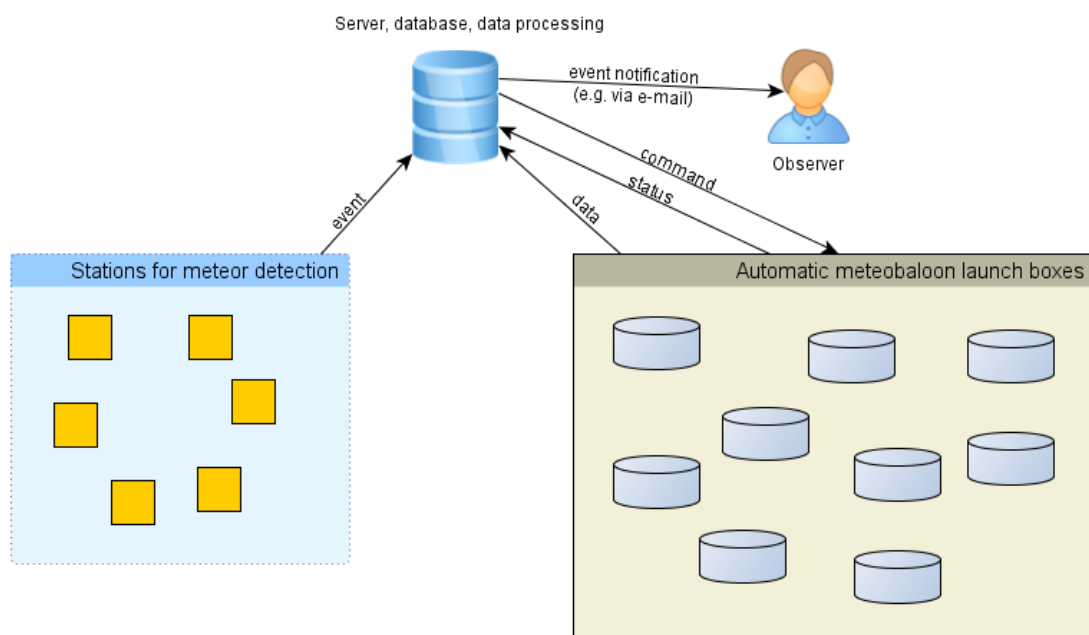 Server, database, data processing
event notification
(e.g. via e-mail)
Observer
command
status
data
event
Stations for meteor detection
Automatic meteobaloon launch boxes